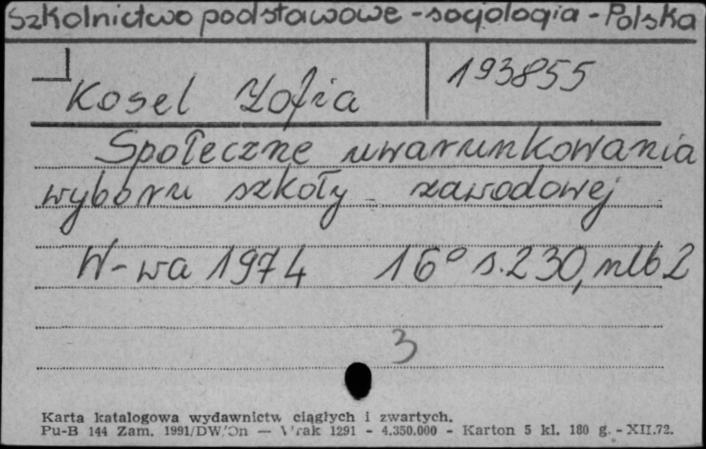 Szkolnictwo podstawowe - socjologia - Polska
193855
Kosel Zofia
Społeczne uwarunkowania
wyboru szkoły zawodowej
W-wa 1974 16° s. 230, nlb 2
3
Karta katalogowa wydawnictw ciągłych i zwartych.
Pu-B 144 Zam. 1991/DW/On — 1291 - 4.350.000 - Karton 5 kl. 180 g. - XII.72.